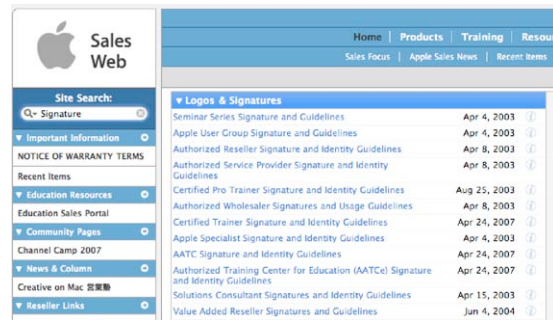 Sales
Web
Home | Products | Training | Resou
Sales Focus | Apple Sales News | Recent Items
Site Search:
Signature
Important Information
NOTICE OF WARRANTY TERMS
Recent Items
Education Resources
Education Sales Portal
Community Pages
Channel Camp 2007
News & Column
Creative on Mac
Reseller Links
Logos & Signatures
Seminar Series Signature and Guidelines Apr 4, 2003
Apple User Group Signature and Guidelines Apr 4, 2003
Authorized Reseller Signature and Identity Guidelines Apr 8, 2003
Authorized Service Provider Signature and Identity Apr 8, 2003
Guidelines
Certified Pro Trainer Signature and Identity Guidelines Aug 25, 2003
Authorized Wholesaler Signatures and Usage Guidelines Apr 8, 2003
Certified Trainer Signature and Identity Guidelines Apr 24, 2007
Apple Specialist Signature and Identity Guidelines Apr 4, 2003
AATC Signature and Identity Guidelines Apr 24, 2007
Authorized Training Center for Education (AATCe) Signature Apr 24, 2007
and Identity Guidelines
Solutions Consultant Signatures and Identity Guidelines Apr 15, 2003
Value Added Reseller Signatures and Guidelines Jun 4, 2004